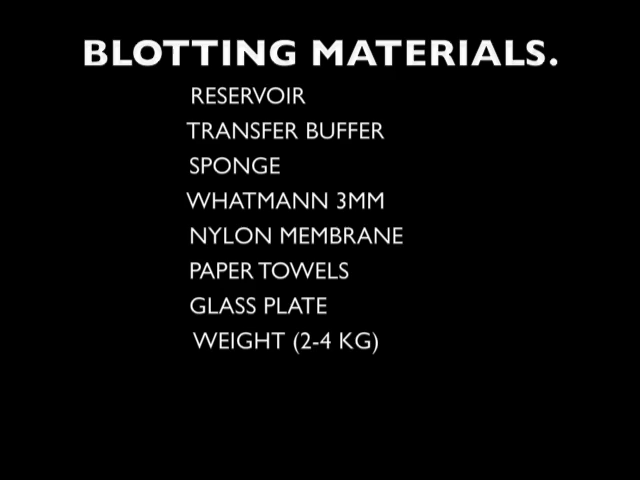 BLOTTING MATERIALS.
RESERVOIR
TRANSFER BUFFER
SPONGE
WHATMANN 3MM
NYLON MEMBRANE
PAPER TOWELS
GLASS PLATE
WEIGHT (2-4 KG)